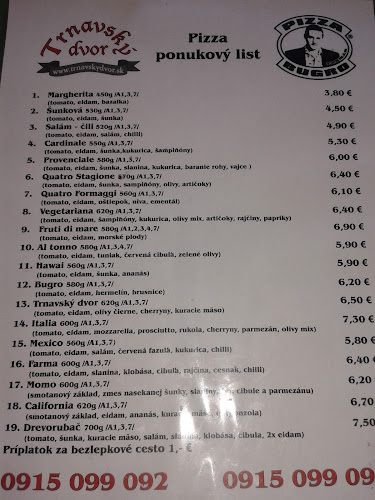 Trnavský
dvor
www.trnavskydvor.sk
Pizza
ponukový list
PIZZA
BUGRO
1. Margherita 450g /A1,3,7/ 3,80 €
(tomato, eidam, bazalka)
2. Šunková 530g /A1,3,7/ 4,50 €
(tomato, eidam, šunka)
3. Salám - čili 520g /A1,3,7/ 4,90 €
(tomato, eidam, salám, chilli)
4. Cardinale 550g /A1,3,7/ 5,30 €
(tomato, eidam, šunka,kukurica, šampiňóny)
5. Provenciale 580g /A1,3,7/ 6,00 €
(tomato, eidam, šunka, slanina, kukurica, baranie rohy, vajce )
6. Quatro Stagione 670g /A1,3,7/ 6,40 €
(tomato, eidam, šunka, šampiňóny, olivy, artičoky)
7. Quatro Formaggi 560g /A1,3,7/ 6,10 €
(tomato, eidam, oštiepok, niva, ementál)
8. Vegetariana 620g /A1,3,7/ 6,40 €
(tomato, eidam, šampiňóny, kukurica, olivy mix, artičoky, rajčiny, papriky)
9. Fruti di mare 580g /A1,2,3,4,7/ 6,90 €
(tomato, eidam, morské plody)
10. Al tonno 580g /A1,3,4,7/ 5,90 €
(tomato, eidam, tuniak, červená cibuľa, zelené olivy)
11. Hawai 560g /A1,3,7/ 5,90 €
(tomato, eidam, šunka, ananás)
12. Bugro 580g /A1,3,7/ 6,20 €
(tomato, eidam, hermelín, brusnice)
13. Trnavský dvor 620g /A1,3,7/ 6,50 €
(tomato, eidam, olivy čierne, cherryny, kuracie mäso)
14. Italia 600g /A1,3,7/ 7,30 €
(tomato, eidam, mozzarella, prosciutto, rukola, cherryny, parmezán, olivy mix)
15. Mexico 560g /A1,3,7/ 5,80
(tomato, eidam, salám, červená fazuľa, kukurica, chilli)
16. Farma 600g /A1,3,7/ 6,40
(tomato, eidam, slanina, klobása, cibuľa, rajčina, cesnak, chilli)
17. Momo 600g /A1,3,7/ 6,20
(smotanový základ, zmes nasekanej šunky, slaniny, cibule a parmezánu)
18. California 620g /A1,3,7/ 6,70
(smotanový základ, eidam, ananás, kuracie mäso,
19. Drevorubač 700g /A1,3,7/ 7,50
(tomato, šunka, kuracie mäso, salám, slanina, klobása, cibuľa, 2x eidam)
Príplatok za bezlepkové cesto 1,- €
0915 099 092 0915 099 09